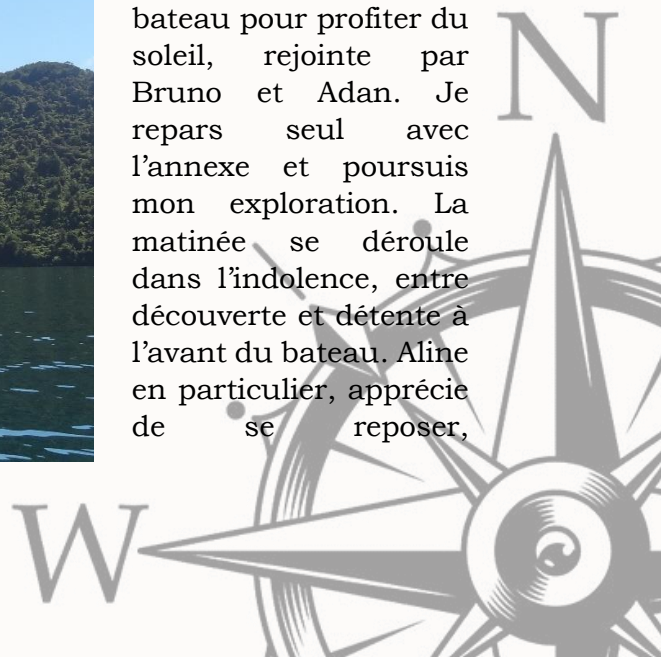 bateau pour profiter du
soleil, rejointe par
Bruno et Adan. Je
repars seul avec
l’annexe et poursuis
mon exploration. La
matinée se déroule
dans l’indolence, entre
découverte et détente à
l’avant du bateau. Aline
en particulier, apprécie
de se reposer,
N
W